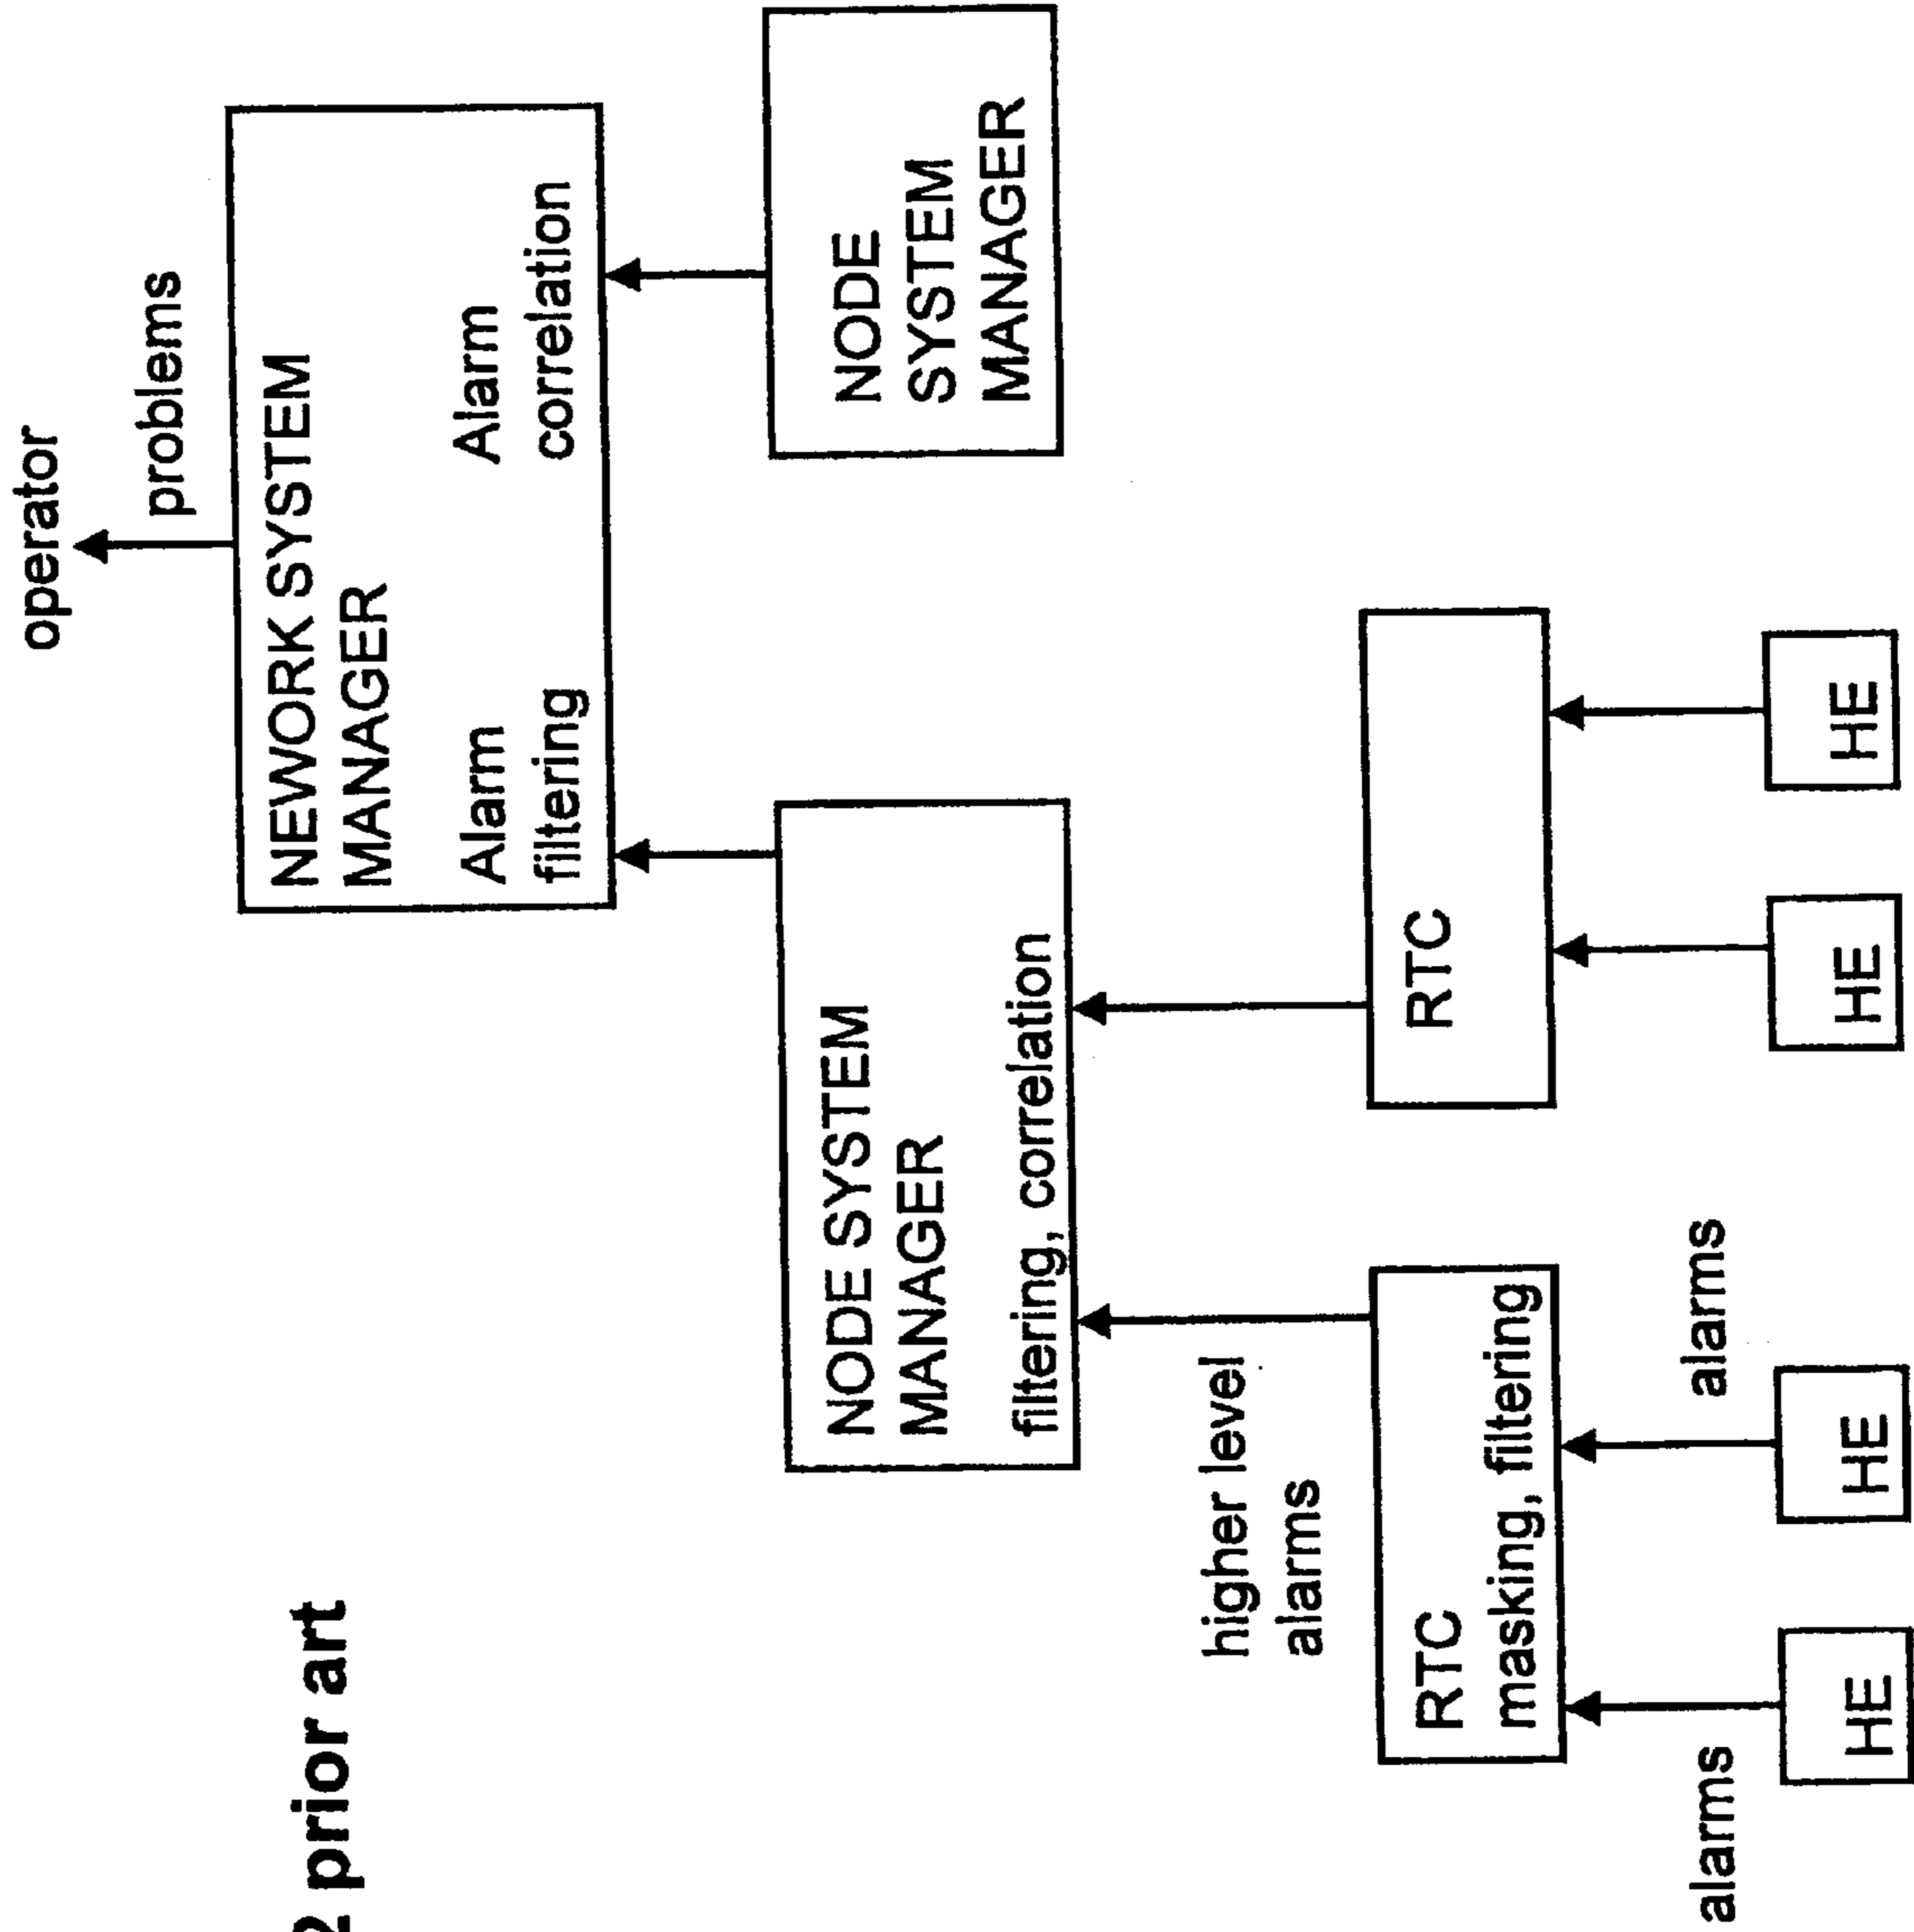 2 prior art
operator
problems
NEWORK SYSTEM
MANAGER
Alarm
filtering
Alarm
correlation
NODE SYSTEM
MANAGER
filtering, correlation
NODE
SYSTEM
MANAGER
higher level
alarms
RTC
masking, filtering
RTC
alarms
HE
HE
alarms
HE
HE